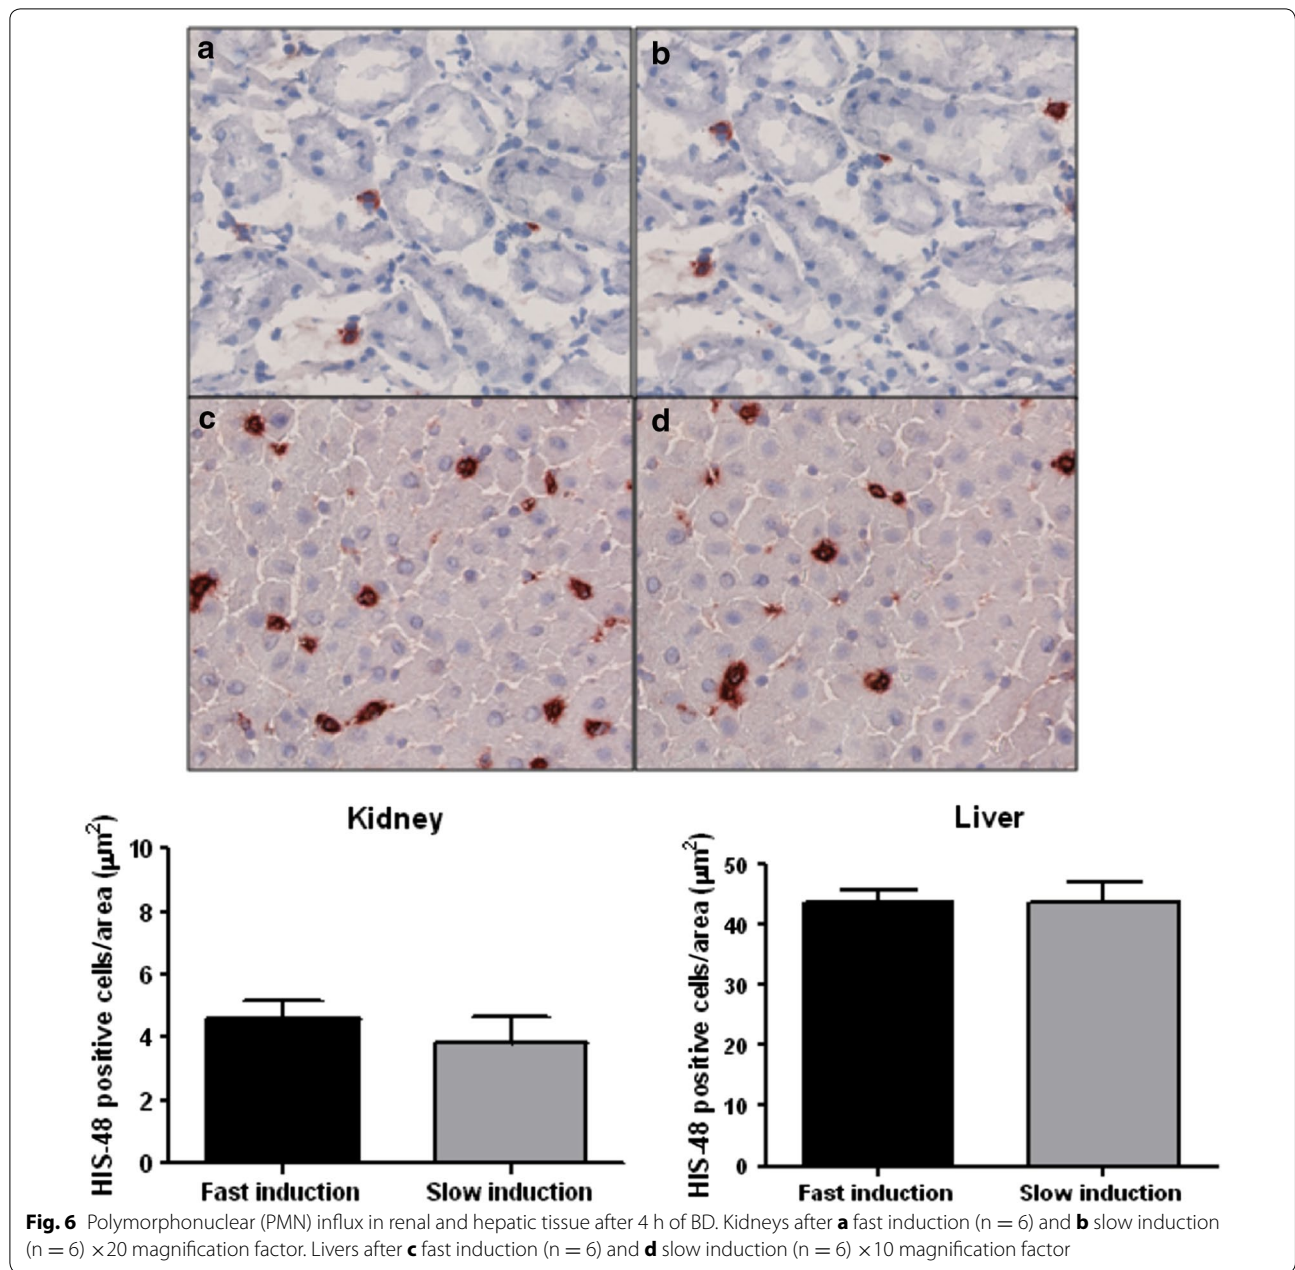 a
b
c
d
Kidney
HIS-48 positive cells/area (μm²)
10
8
6
4
2
0
Fast induction
Slow induction
Liver
HIS-48 positive cells/area (μm²)
50
40
30
20
10
0
Fast induction
Slow induction
Fig. 6 Polymorphonuclear (PMN) influx in renal and hepatic tissue after 4 h of BD. Kidneys after a fast induction (n = 6) and b slow induction
(n = 6) ×20 magnification factor. Livers after c fast induction (n = 6) and d slow induction (n = 6) ×10 magnification factor